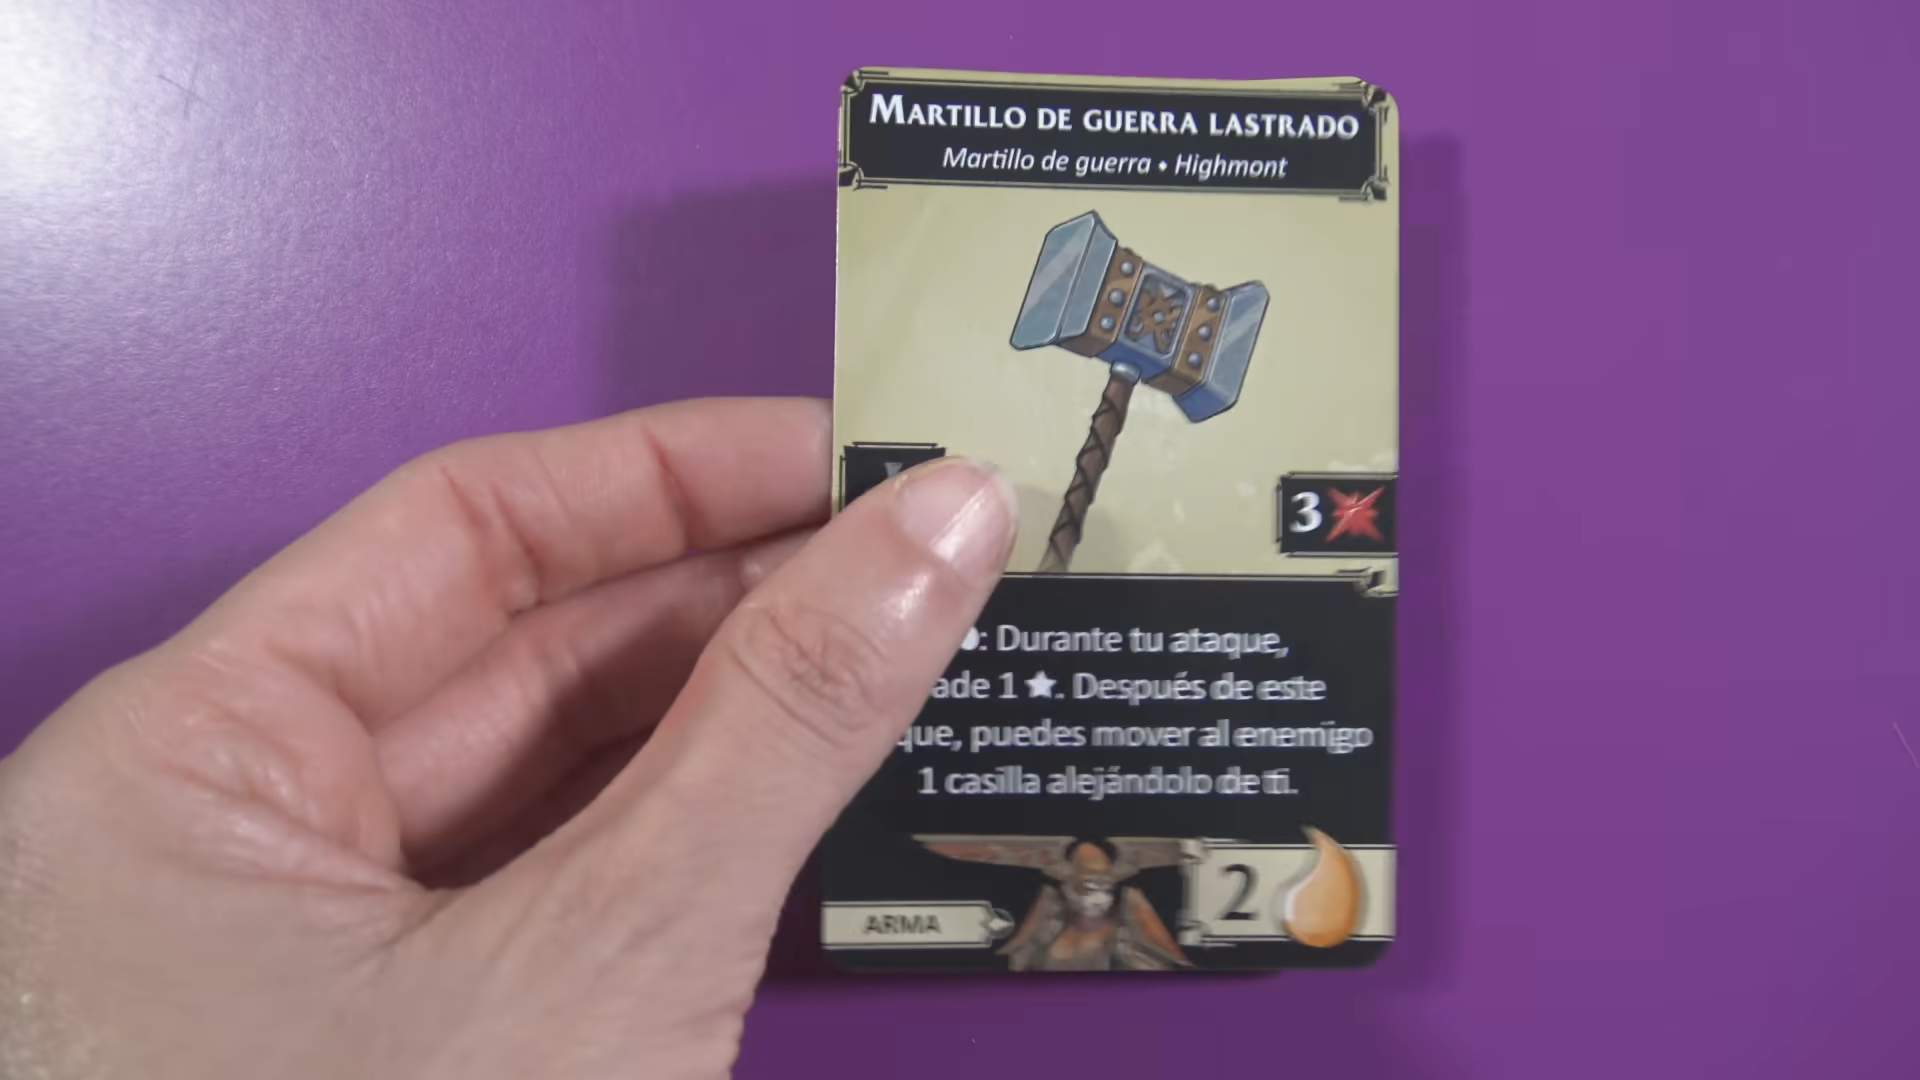 MARTILLO DE GUERRA LASTRADO
Martillo de guerra • Highmont
3
: Durante tu ataque,
ade 1 ★. Después de este
que, puedes mover al enemigo
1 casilla alejándolo de ti.
2
ARMA